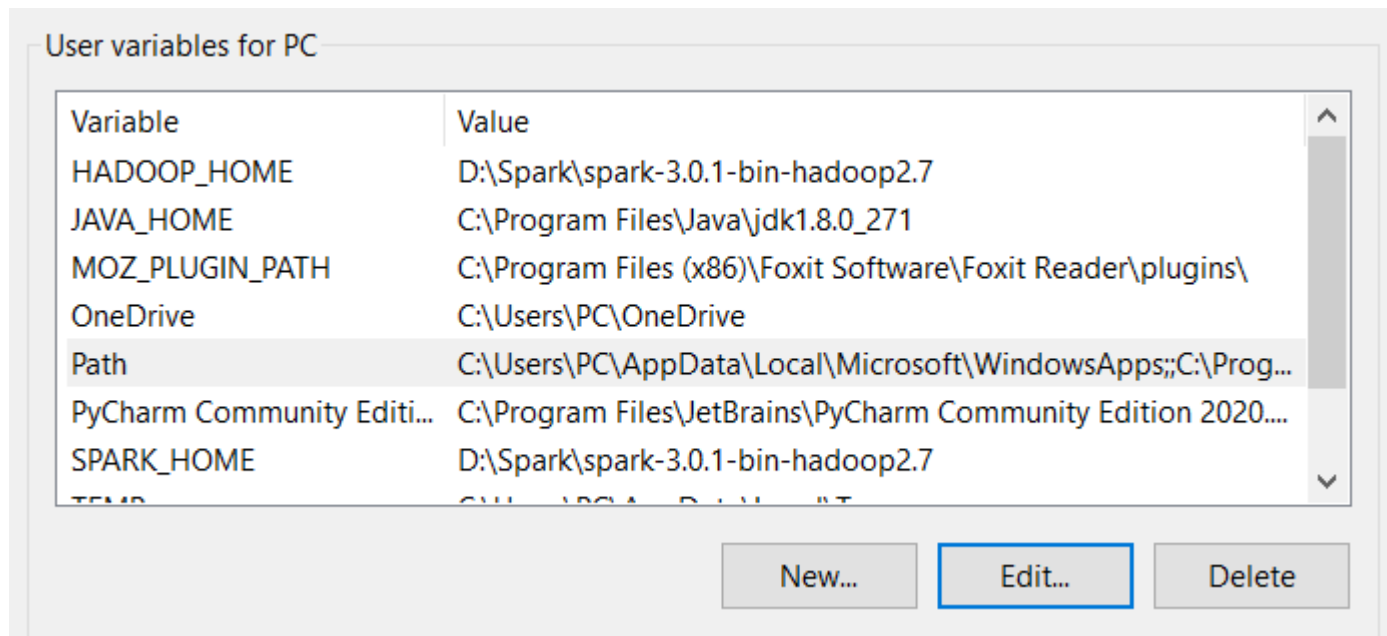 User variables for PC
Variable Value
HADOOP_HOME D:\Spark\spark-3.0.1-bin-hadoop2.7
JAVA_HOME C:\Program Files\Java\jdk1.8.0_271
MOZ_PLUGIN_PATH C:\Program Files (x86)\Foxit Software\Foxit Reader\plugins\
OneDrive C:\Users\PC\OneDrive
Path C:\Users\PC\AppData\Local\Microsoft\WindowsApps;;C:\Prog...
PyCharm Community Editi... C:\Program Files\JetBrains\PyCharm Community Edition 2020....
SPARK_HOME D:\Spark\spark-3.0.1-bin-hadoop2.7
New... Edit... Delete